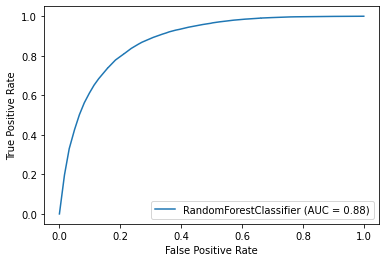 1.0
0.8
0.6
0.4
0.2
0.0
True Positive Rate
RandomForestClassifier (AUC = 0.88)
0.0 0.2 0.4 0.6 0.8 1.0
False Positive Rate